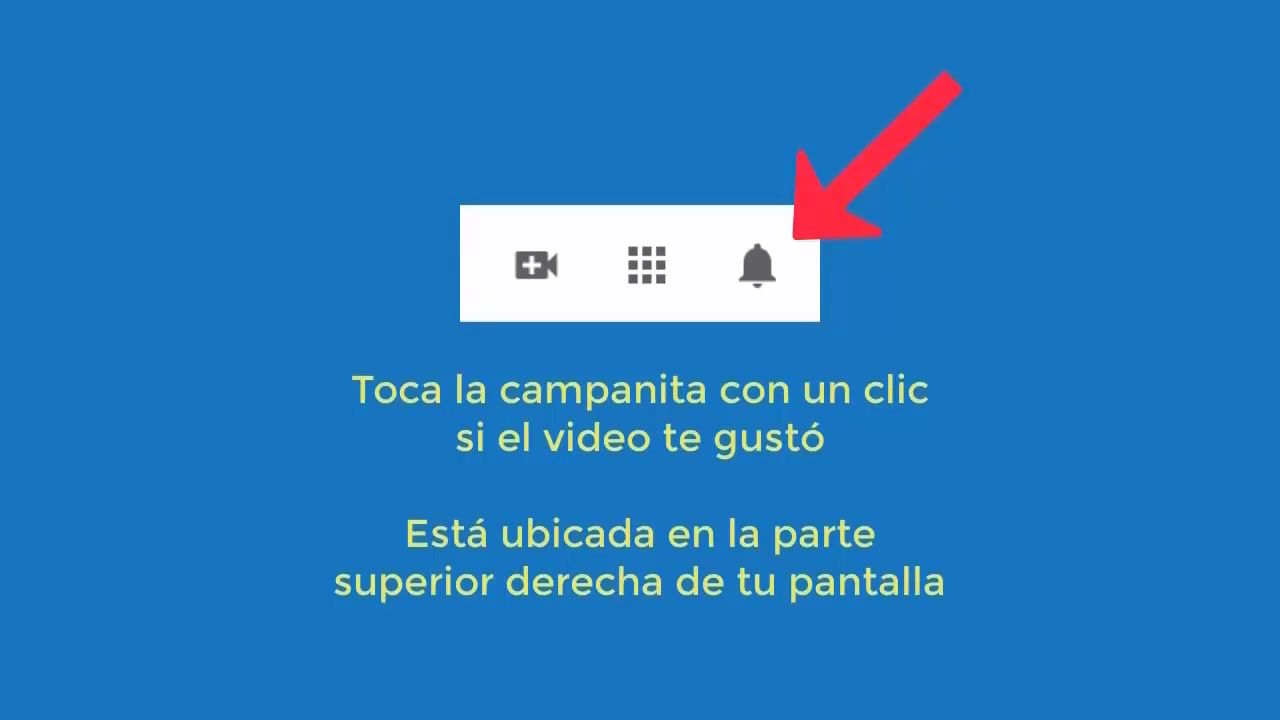 Toca la campanita con un clic
si el video te gustó
Está ubicada en la parte
superior derecha de tu pantalla